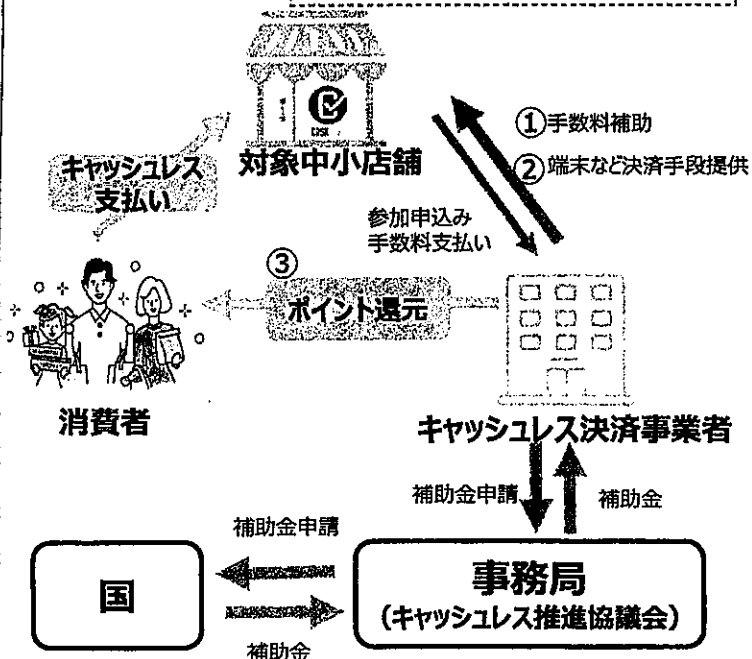 ①手数料補助
②端末など決済手段提供
対象中小店舗
キャッシュレス
支払い
参加申込み
手数料支払い
③
ポイント還元
消費者
キャッシュレス決済事業者
補助金申請
補助金
補助金申請
国
事務局
(キャッシュレス推進協議会)
補助金